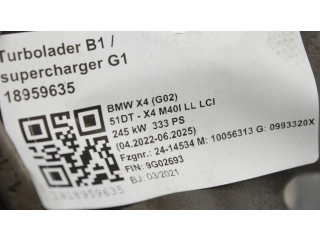 Turbolader B1 /
supercharger G1
18959635
BMW X4 (G02)
51DT - X4 M40I LL LCI
245 kW 333 PS
(04.2022-06.2025)
Fzgnr.: 24-14534 M: 10056313 G: 0993320X
FIN: 9G02693
BJ: 03/2021
1818959635